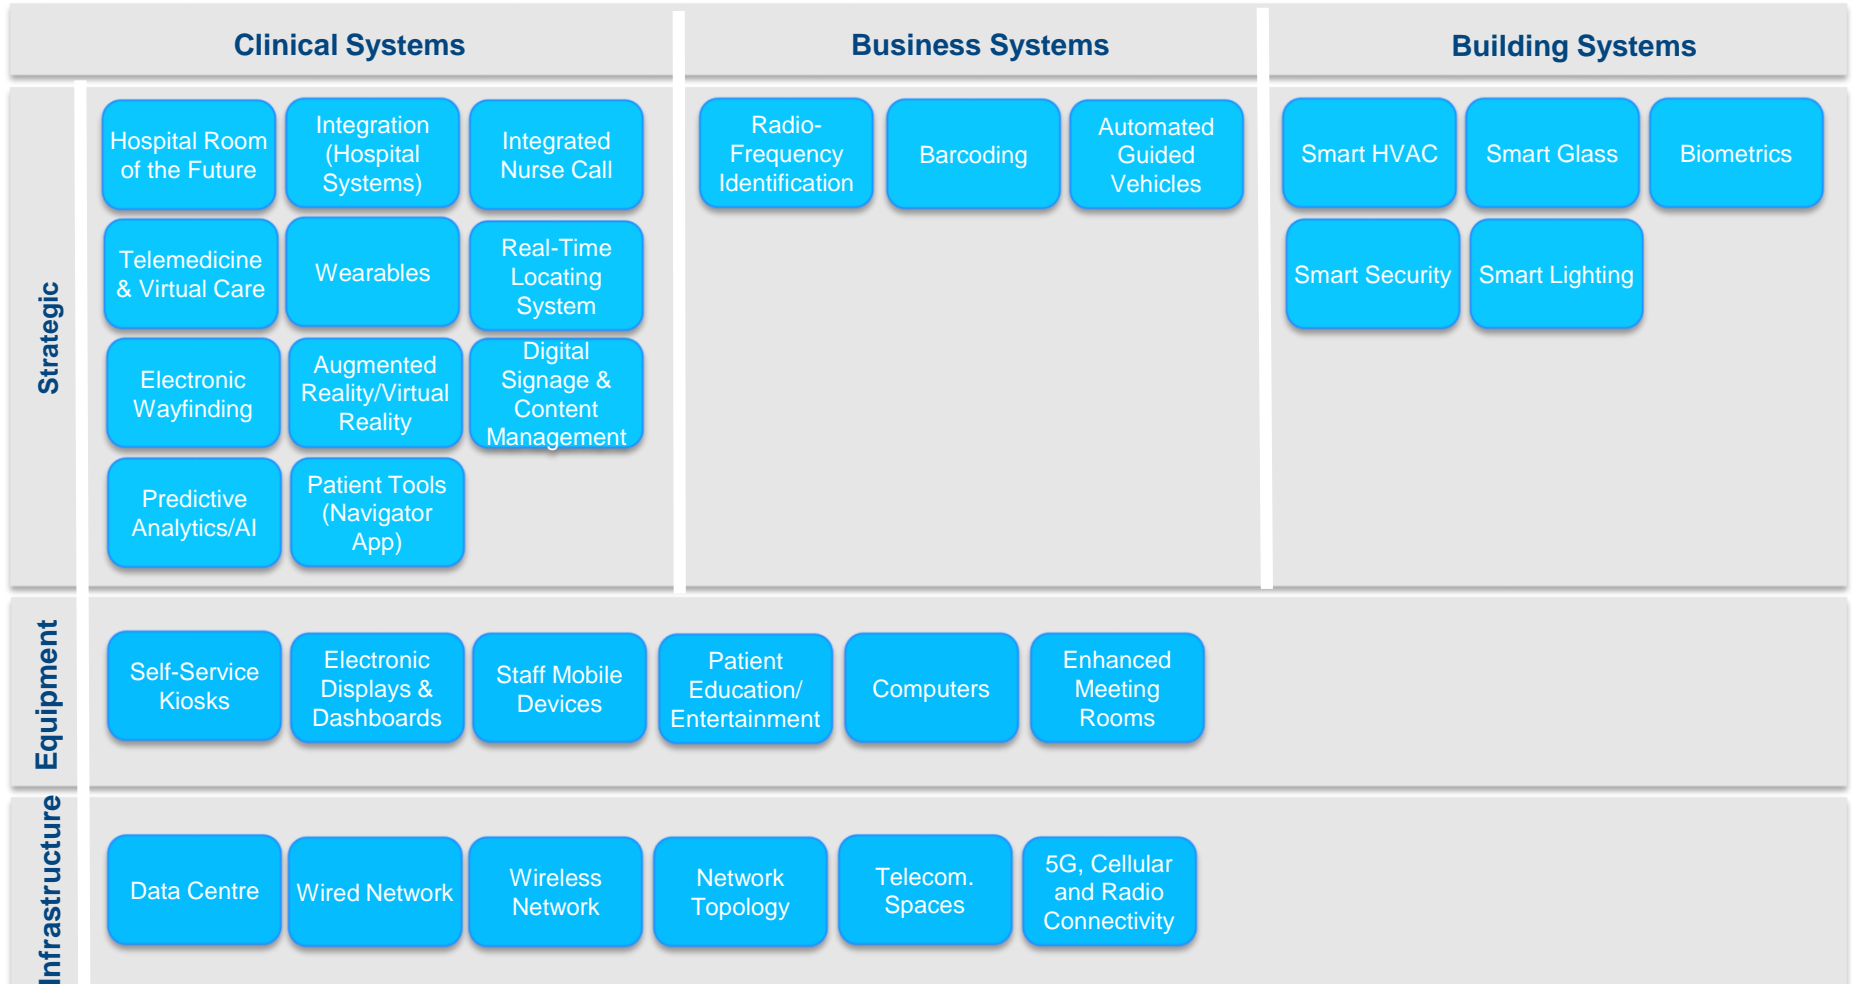 Clinical Systems
Business Systems
Building Systems
Strategic
Hospital Room
of the Future
Integration
(Hospital
Systems)
Integrated
Nurse Call
Telemedicine
& Virtual Care
Wearables
Real-Time
Locating
System
Electronic
Wayfinding
Augmented
Reality/Virtual
Reality
Digital
Signage &
Content
Management
Predictive
Analytics/AI
Patient Tools
(Navigator
App)
Radio-
Frequency
Identification
Barcoding
Automated
Guided
Vehicles
Smart HVAC
Smart Glass
Biometrics
Smart Security
Smart Lighting
Equipment
Self-Service
Kiosks
Electronic
Displays &
Dashboards
Staff Mobile
Devices
Patient
Education/
Entertainment
Computers
Enhanced
Meeting
Rooms
Infrastructure
Data Centre
Wired Network
Wireless
Network
Network
Topology
Telecom.
Spaces
5G, Cellular
and Radio
Connectivity